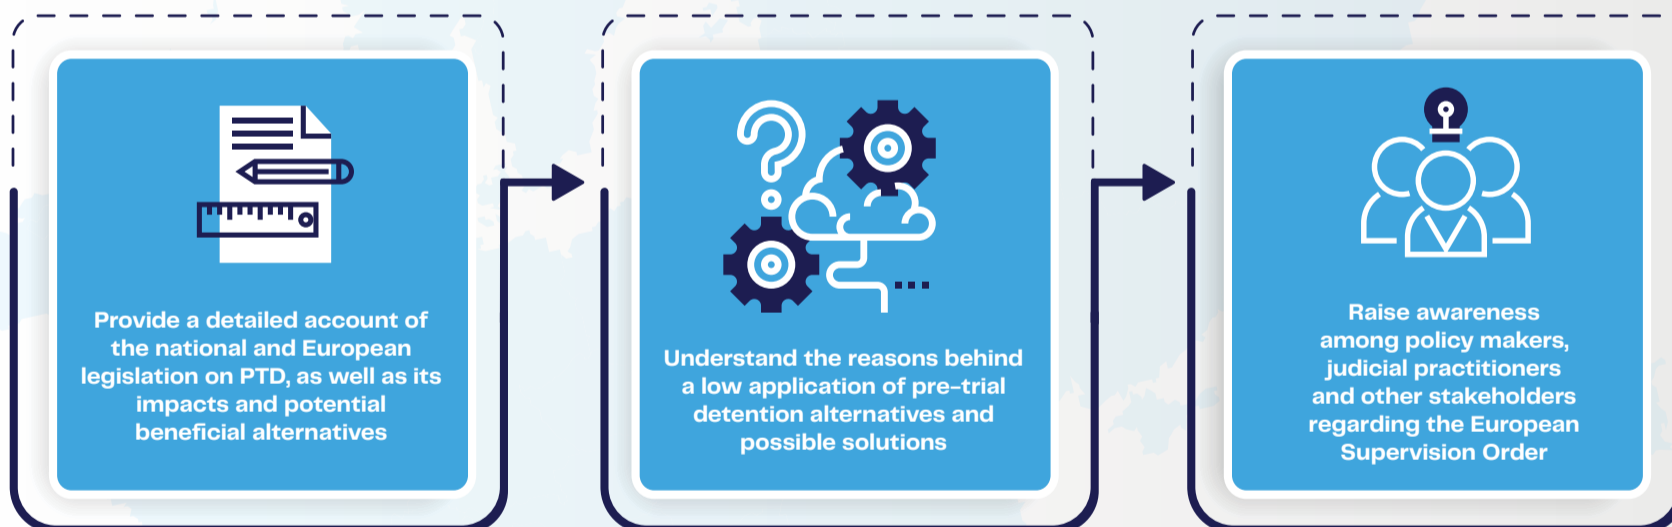 Provide a detailed account of
the national and European
legislation on PTD, as well as its
impacts and potential
beneficial alternatives
Understand the reasons behind
a low application of pre-trial
detention alternatives and
possible solutions
Raise awareness
among policy makers,
judicial practitioners
and other stakeholders
regarding the European
Supervision Order